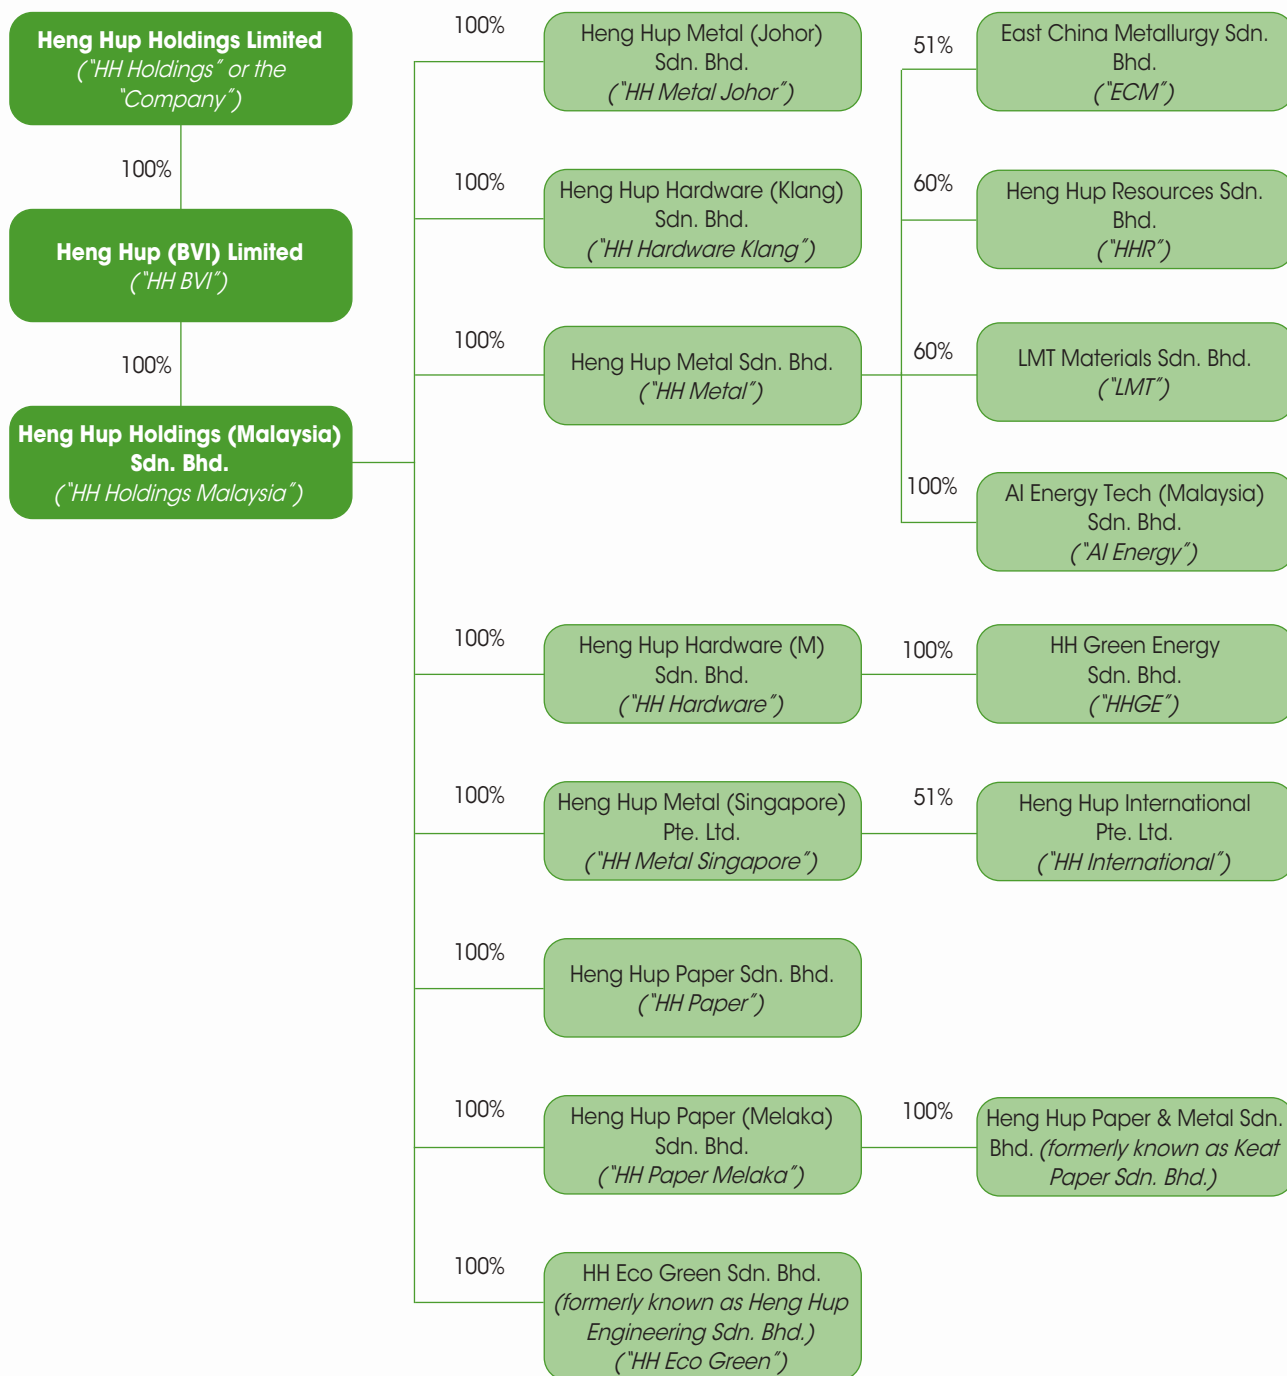 Heng Hup Holdings Limited
(“HH Holdings” or the
“Company”)
100%
Heng Hup (BVI) Limited
(“HH BVI”)
100%
Heng Hup Holdings (Malaysia)
Sdn. Bhd.
(“HH Holdings Malaysia”)
100%
Heng Hup Metal (Johor)
Sdn. Bhd.
(“HH Metal Johor”)
100%
Heng Hup Hardware (Klang)
Sdn. Bhd.
(“HH Hardware Klang”)
100%
Heng Hup Metal Sdn. Bhd.
(“HH Metal”)
51%
East China Metallurgy Sdn.
Bhd.
(“ECM”)
60%
Heng Hup Resources Sdn.
Bhd.
(“HHR”)
60%
LMT Materials Sdn. Bhd.
(“LMT”)
100%
AI Energy Tech (Malaysia)
Sdn. Bhd.
(“AI Energy”)
100%
Heng Hup Hardware (M)
Sdn. Bhd.
(“HH Hardware”)
100%
HH Green Energy
Sdn. Bhd.
(“HHGE”)
100%
Heng Hup Metal (Singapore)
Pte. Ltd.
(“HH Metal Singapore”)
51%
Heng Hup International
Pte. Ltd.
(“HH International”)
100%
Heng Hup Paper Sdn. Bhd.
(“HH Paper”)
100%
Heng Hup Paper (Melaka)
Sdn. Bhd.
(“HH Paper Melaka”)
100%
Heng Hup Paper & Metal Sdn.
Bhd. (formerly known as Keat
Paper Sdn. Bhd.)
100%
HH Eco Green Sdn. Bhd.
(formerly known as Heng Hup
Engineering Sdn. Bhd.)
(“HH Eco Green”)